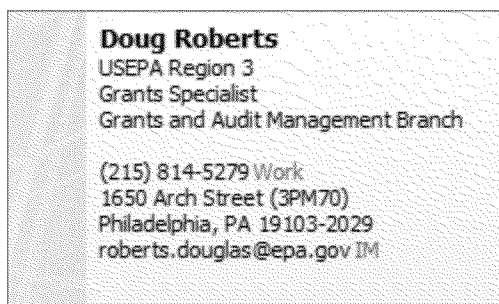 Doug Roberts
USEPA Region 3
Grants Specialist
Grants and Audit Management Branch
(215) 814-5279 Work
1650 Arch Street (3PM70)
Philadelphia, PA 19103-2029
roberts.douglas@epa.gov IM